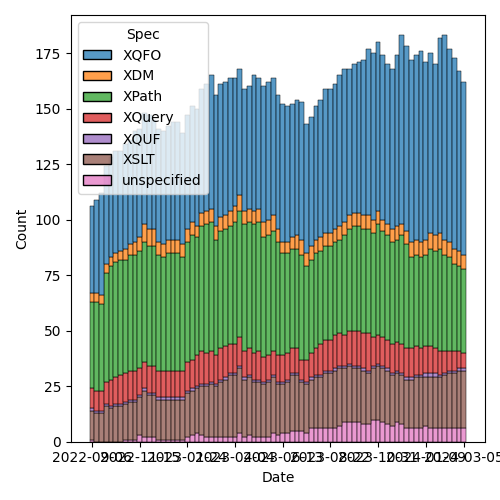 Spec
XQFO
XDM
XPath
XQuery
XQUF
XSLT
unspecified
175
150
125
100
75
50
25
0
Count
Date